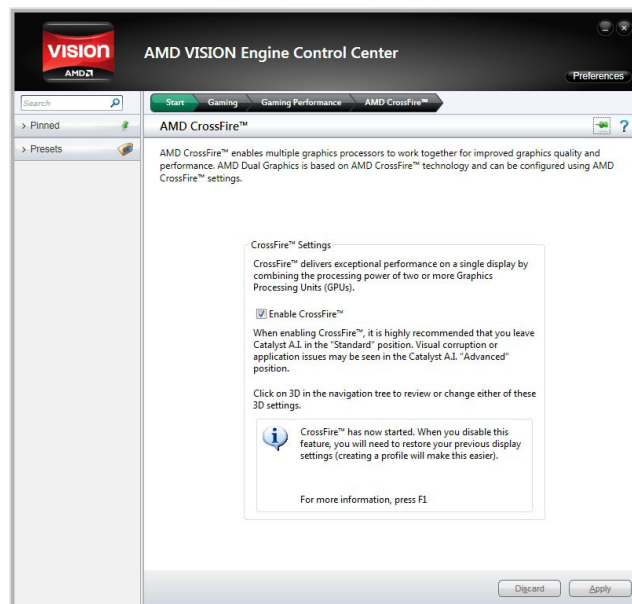 VISION
AMD
AMD VISION Engine Control Center
Preferences
Search
Start Gaming Gaming Performance AMD CrossFire™
> Pinned
> Presets
AMD CrossFire™
?
AMD CrossFire™ enables multiple graphics processors to work together for improved graphics quality and
performance. AMD Dual Graphics is based on AMD CrossFire™ technology and can be configured using AMD
CrossFire™ settings.
CrossFire™ Settings
CrossFire™ delivers exceptional performance on a single display by
combining the processing power of two or more Graphics
Processing Units (GPUs).
Enable CrossFire™
When enabling CrossFire™, it is highly recommended that you leave
Catalyst A.I. in the "Standard" position. Visual corruption or
application issues may be seen in the Catalyst A.I. "Advanced"
position.
Click on 3D in the navigation tree to review or change either of these
3D settings.
CrossFire™ has now started. When you disable this
feature, you will need to restore your previous display
settings (creating a profile will make this easier).
For more information, press F1
Discard Apply